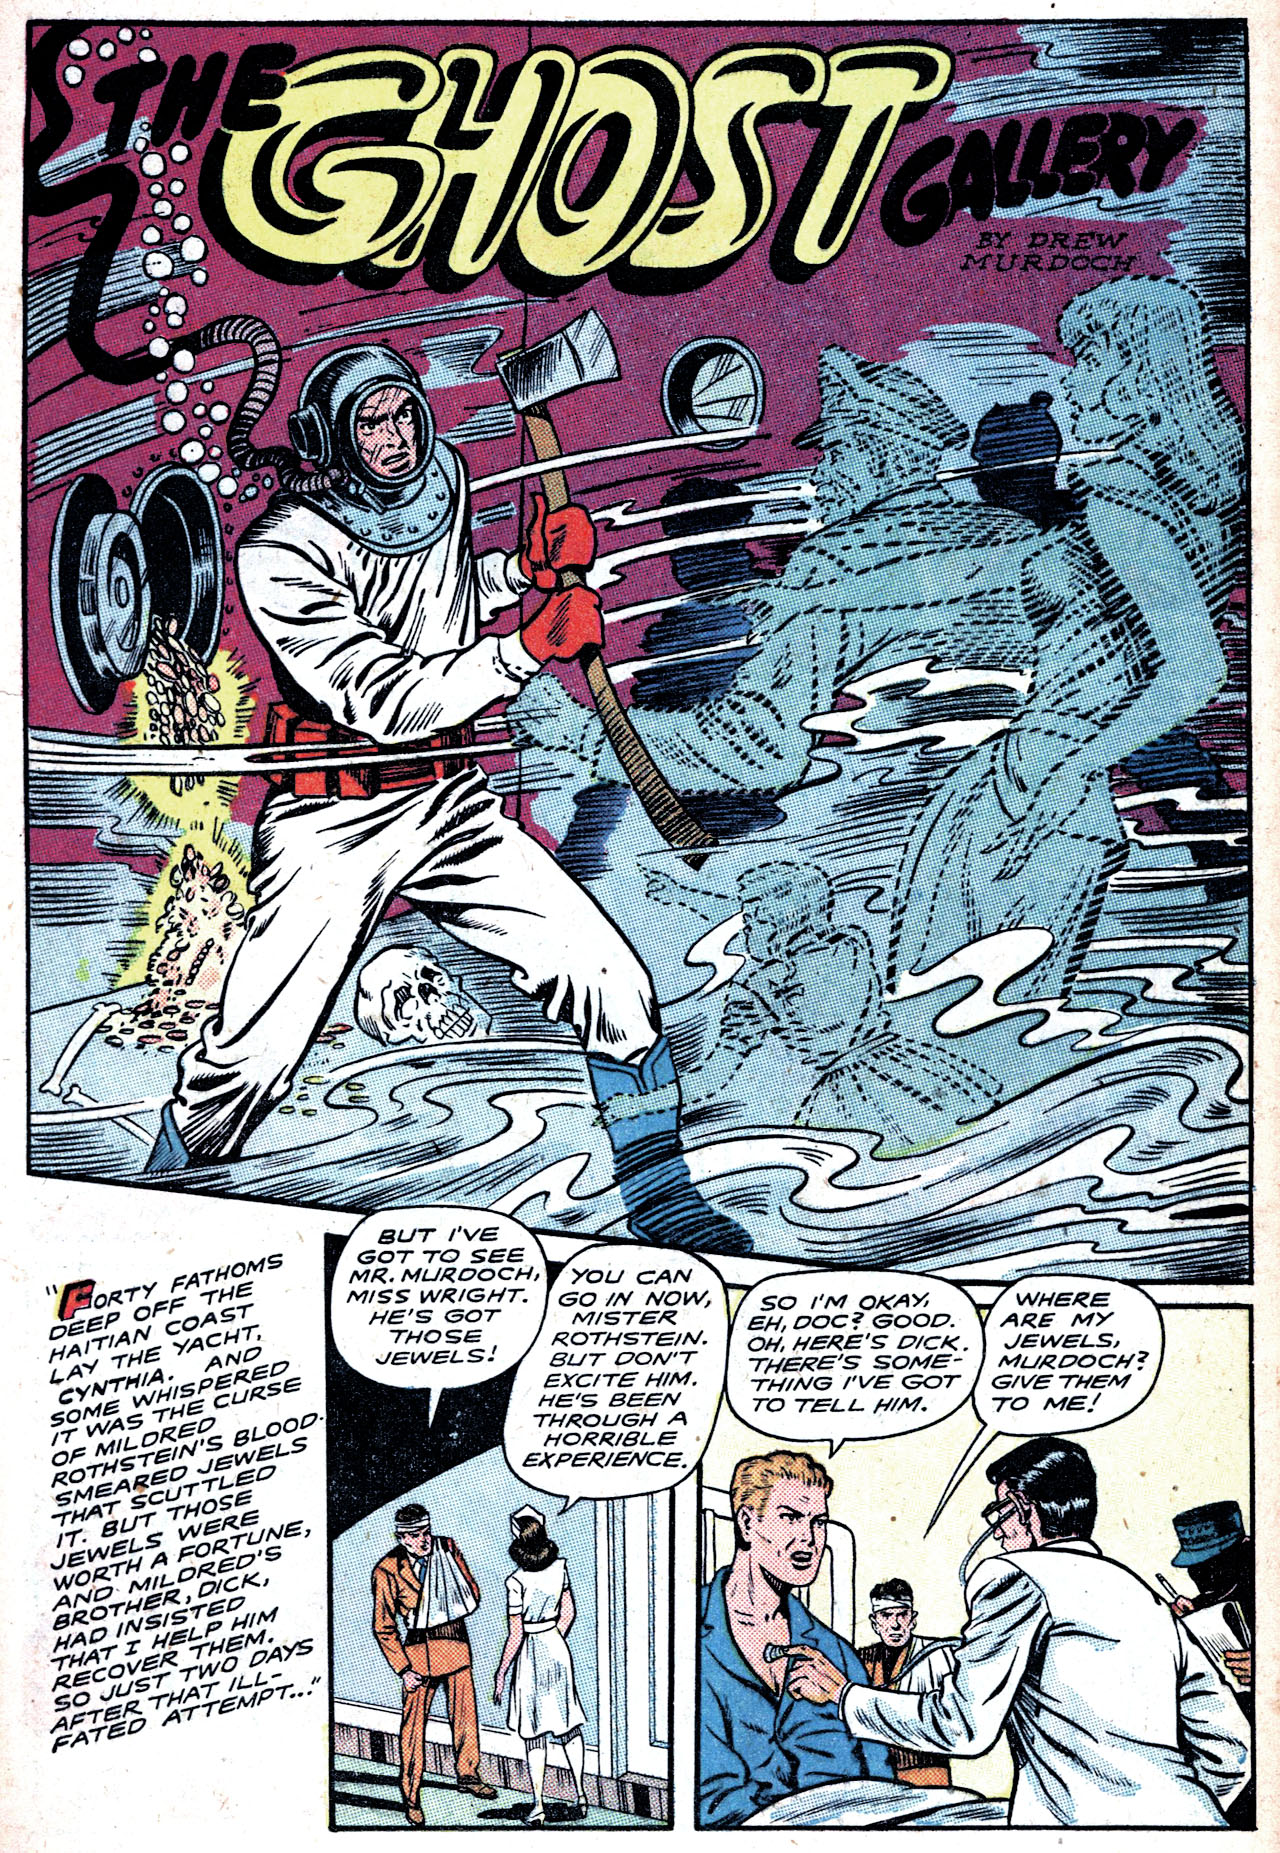 THE GHOST GALLERY
BY DREW
MURDOCH
"FORTY FATHOMS
DEEP OFF THE
HAITIAN COAST
LAY THE YACHT,
CYNTHIA. AND
SOME WHISPERED
IT WAS THE CURSE
OF MILDRED
ROTHSTEIN'S BLOOD-
SMEARED JEWELS
THAT SCUTTLED
IT. BUT THOSE
JEWELS WERE
WORTH A FORTUNE,
AND MILDRED'S
BROTHER, DICK,
HAD INSISTED
THAT I HELP HIM
RECOVER THEM.
SO JUST TWO DAYS
AFTER THAT ILL-
FATED ATTEMPT..."
BUT I'VE
GOT TO SEE
MR. MURDOCH,
MISS WRIGHT.
HE'S GOT
THOSE
JEWELS!
YOU CAN
GO IN NOW,
MISTER
ROTHSTEIN.
BUT DON'T
EXCITE HIM.
HE'S BEEN
THROUGH A
HORRIBLE
EXPERIENCE.
SO I'M OKAY,
EH, DOC? GOOD.
OH, HERE'S DICK.
THERE'S SOME-
THING I'VE GOT
TO TELL HIM.
WHERE
ARE MY
JEWELS,
MURDOCH?
GIVE THEM
TO ME!